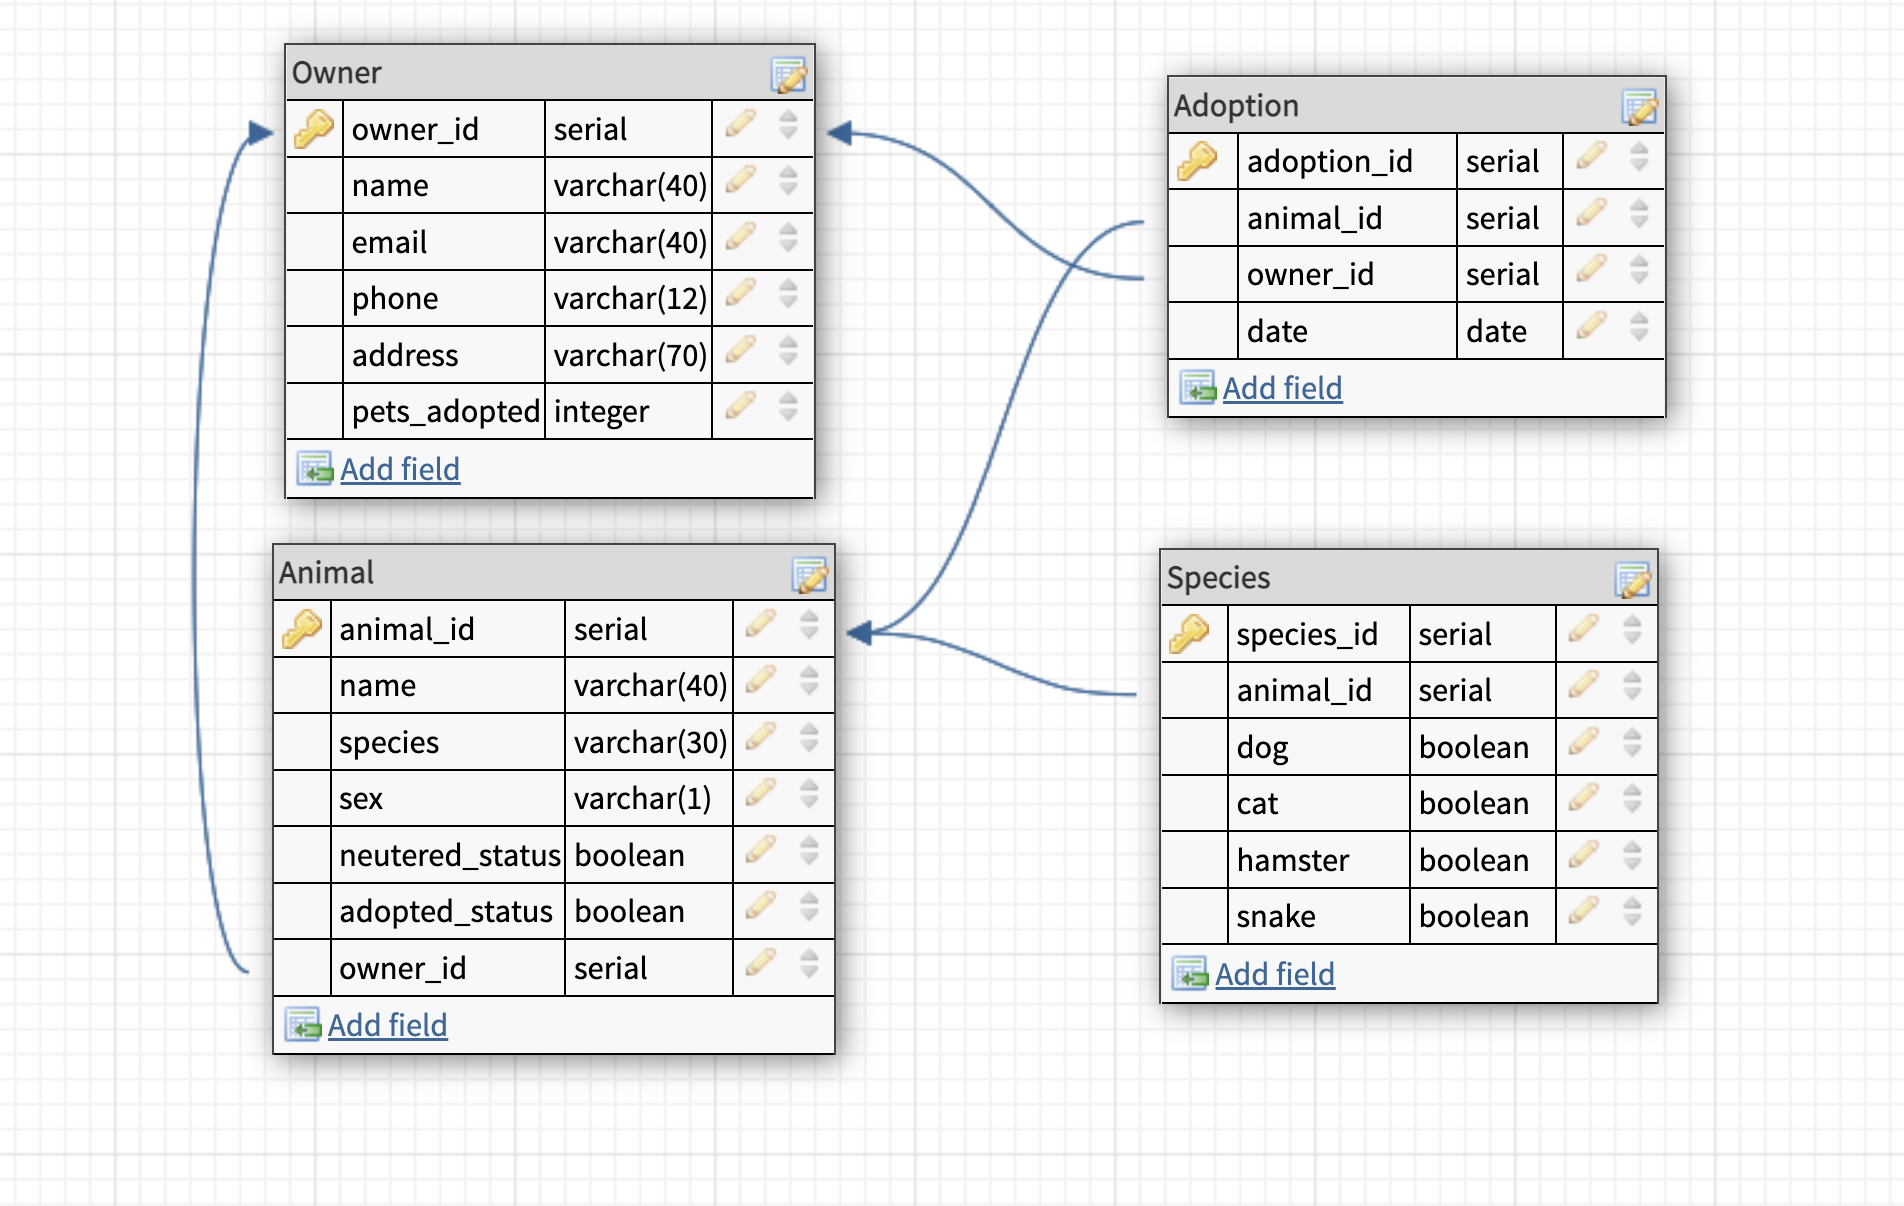 Owner
owner_id serial
name varchar(40)
email varchar(40)
phone varchar(12)
address varchar(70)
pets_adopted integer
Add field
Adoption
adoption_id serial
animal_id serial
owner_id serial
date date
Add field
Animal
animal_id serial
name varchar(40)
species varchar(30)
sex varchar(1)
neutered_status boolean
adopted_status boolean
owner_id serial
Add field
Species
species_id serial
animal_id serial
dog boolean
cat boolean
hamster boolean
snake boolean
Add field